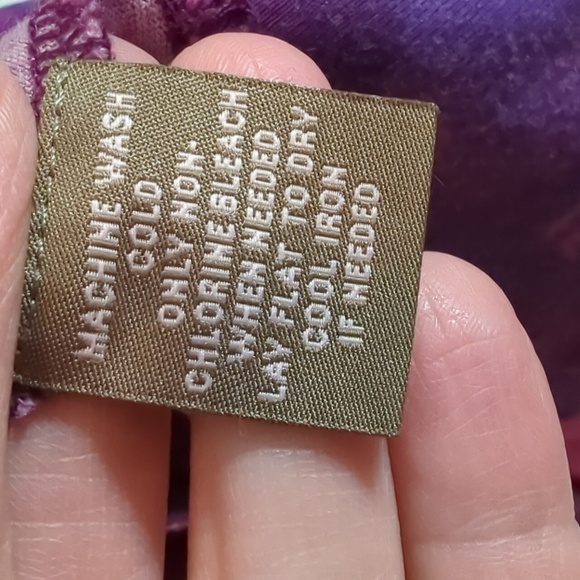 MACHINE WASH
COLD
ONLY NON-
CHLORINE BLEACH
WHEN NEEDED
LAY FLAT TO DRY
COOL IRON
IF NEEDED